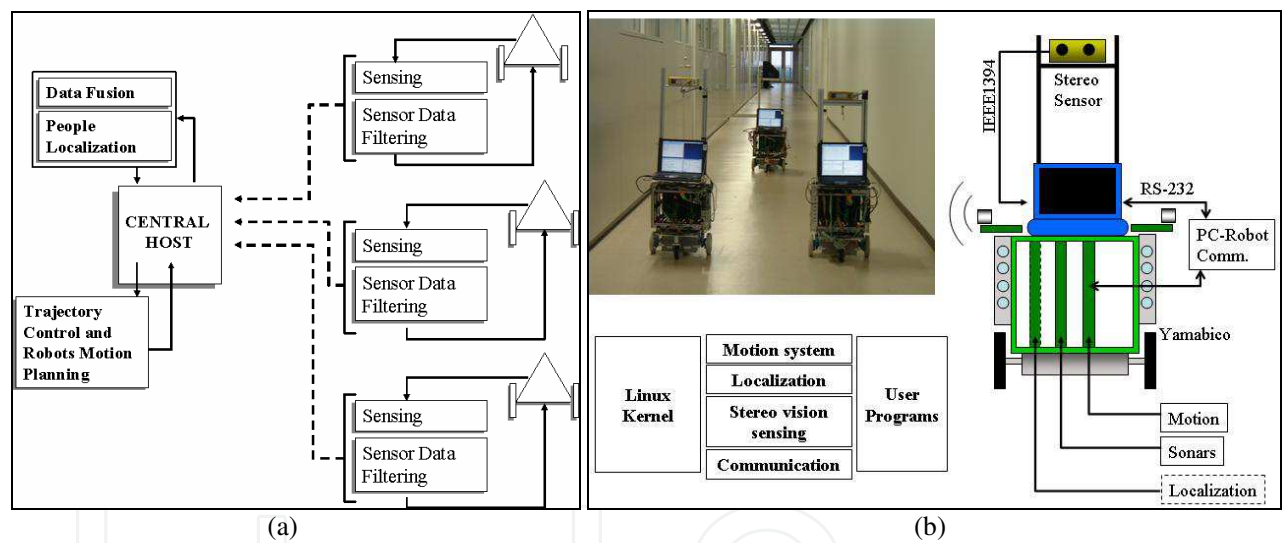 Data Fusion
People
Localization
CENTRAL
HOST
Trajectory
Control and
Robots Motion
Planning
Sensing
Sensor Data
Filtering
Sensing
Sensor Data
Filtering
Sensing
Sensor Data
Filtering
(a)
Linux
Kernel
Motion system
Localization
Stereo vision
sensing
Communication
User
Programs
IEEE1394
Stereo
Sensor
RS-232
PC-Robot
Comm.
Yamabico
Motion
Sonars
Localization
(b)